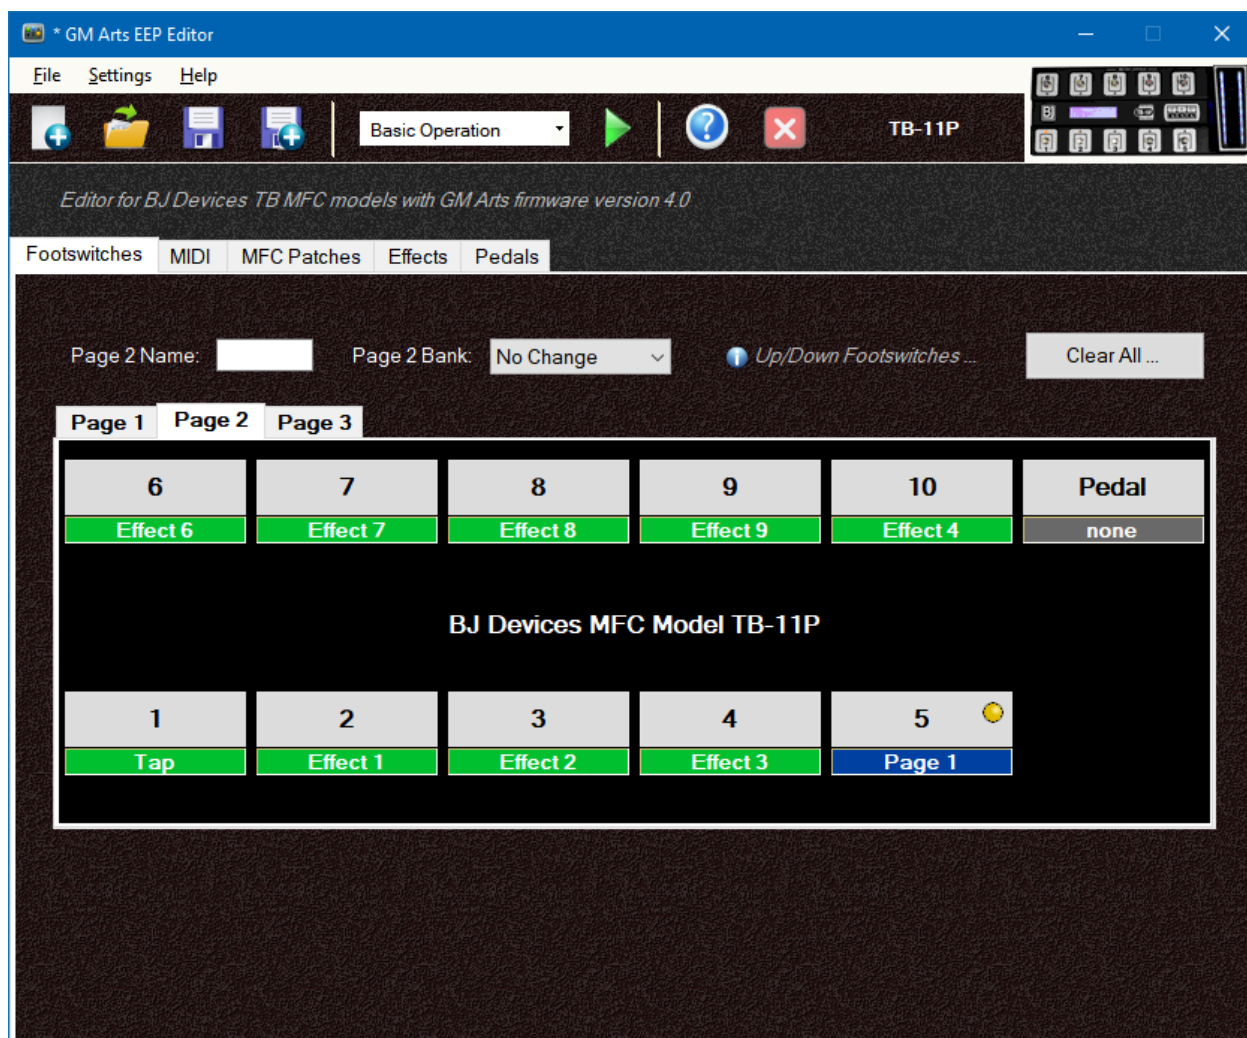 * GM Arts EEP Editor
File Settings Help
Basic Operation
TB-11P
Editor for BJ Devices TB MFC models with GM Arts firmware version 4.0
Footswitches MIDI MFC Patches Effects Pedals
Page 2 Name: Page 2 Bank: No Change Up/Down Footswitches ... Clear All ...
Page 1 Page 2 Page 3
6 7 8 9 10 Pedal
Effect 6 Effect 7 Effect 8 Effect 9 Effect 4 none
BJ Devices MFC Model TB-11P
1 2 3 4 5
Tap Effect 1 Effect 2 Effect 3 Page 1